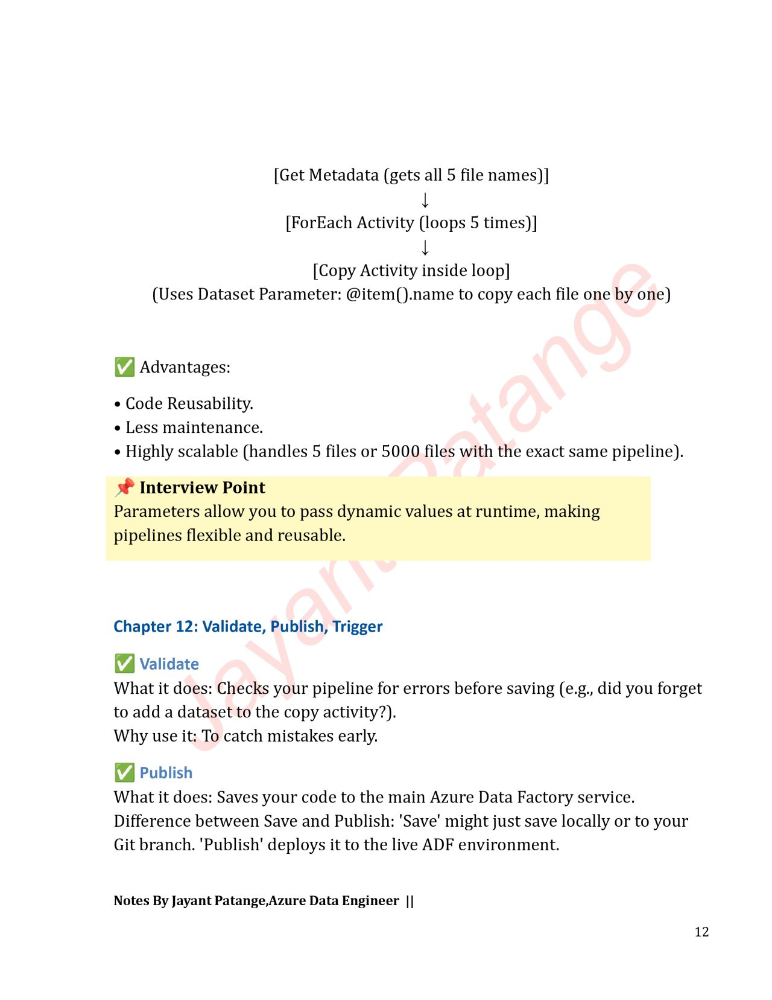 [Get Metadata (gets all 5 file names)]
↓
[ForEach Activity (loops 5 times)]
↓
[Copy Activity inside loop]
(Uses Dataset Parameter: @item().name to copy each file one by one)
✅ Advantages:
• Code Reusability.
• Less maintenance.
• Highly scalable (handles 5 files or 5000 files with the exact same pipeline).
📌 Interview Point
Parameters allow you to pass dynamic values at runtime, making
pipelines flexible and reusable.
Chapter 12: Validate, Publish, Trigger
✅ Validate
What it does: Checks your pipeline for errors before saving (e.g., did you forget
to add a dataset to the copy activity?).
Why use it: To catch mistakes early.
✅ Publish
What it does: Saves your code to the main Azure Data Factory service.
Difference between Save and Publish: 'Save' might just save locally or to your
Git branch. 'Publish' deploys it to the live ADF environment.
Notes By Jayant Patange,Azure Data Engineer ||
12
Jayant Patange